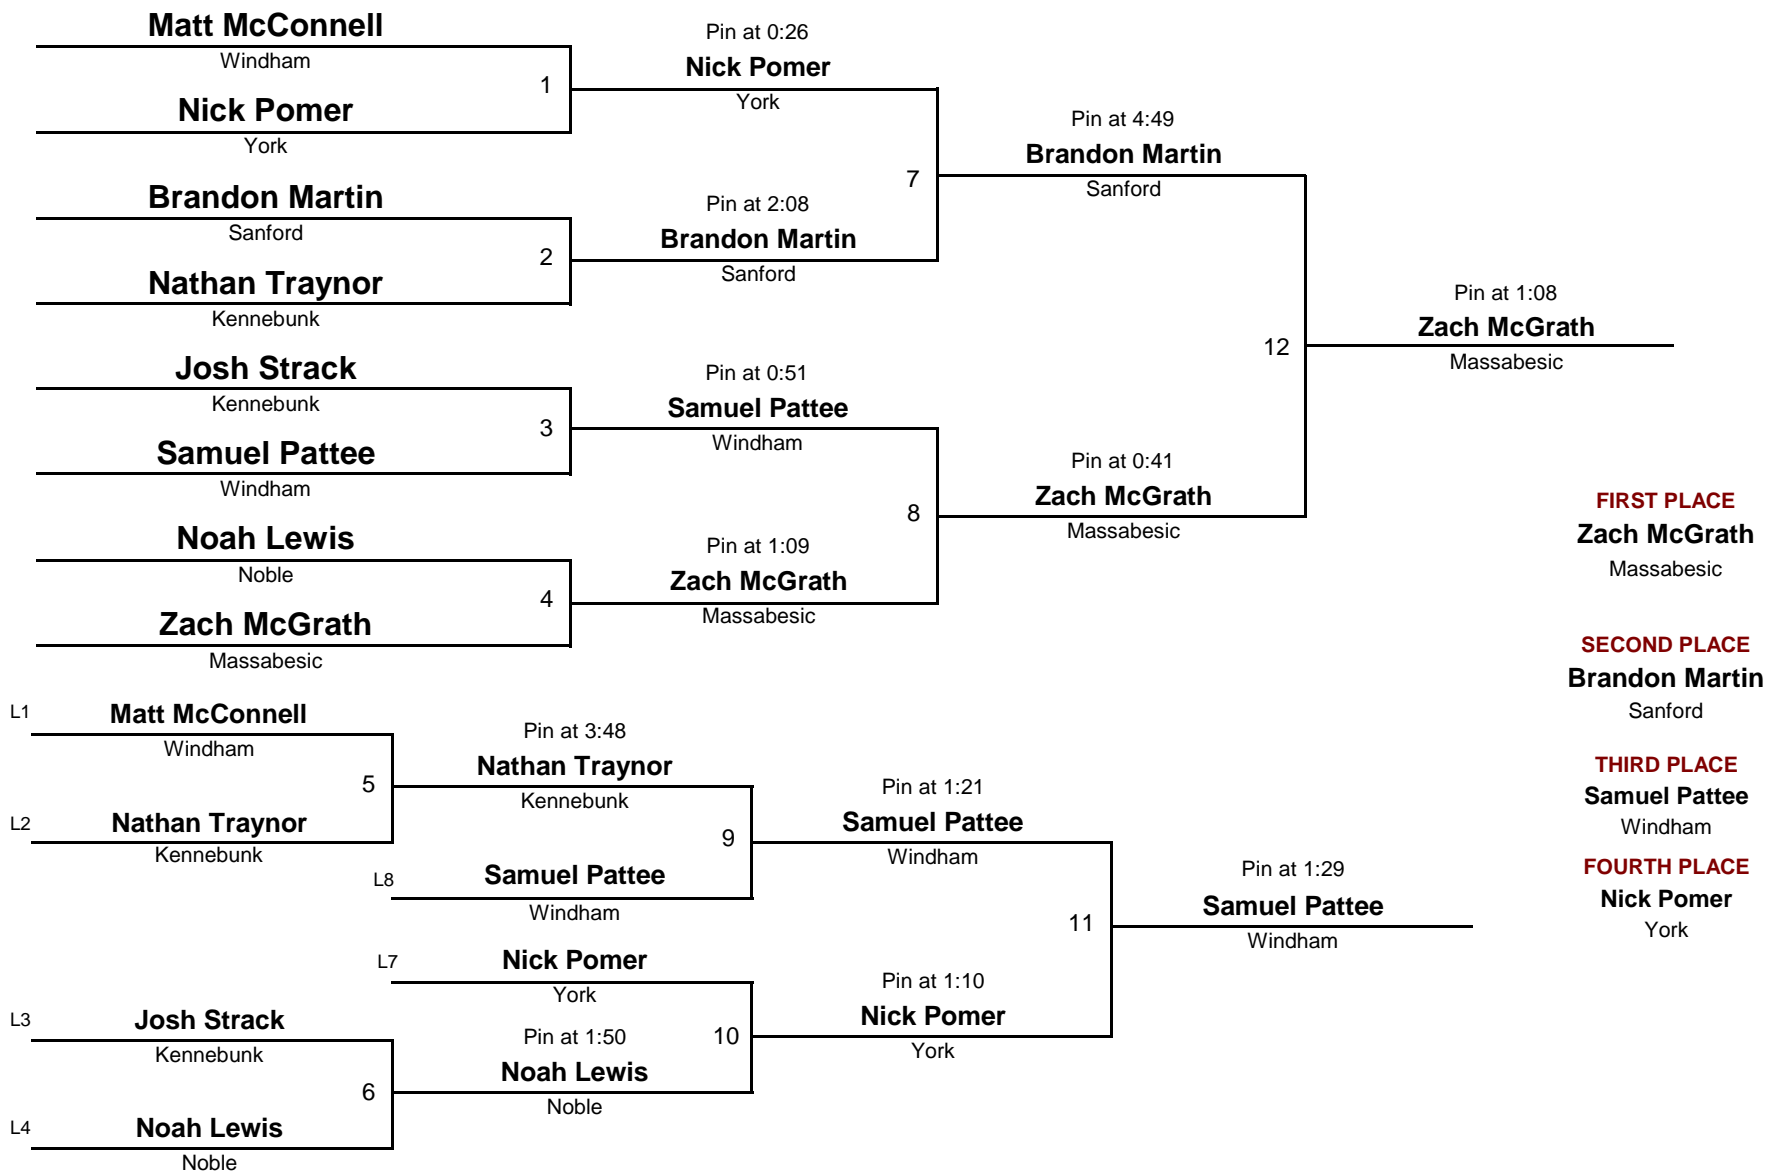 Matt McConnell
Windham
1
Nick Pomer
York
Pin at 0:26
Nick Pomer
York
Brandon Martin
Sanford
2
Nathan Traynor
Kennebunk
Pin at 2:08
Brandon Martin
Sanford
7
Pin at 4:49
Brandon Martin
Sanford
Josh Strack
Kennebunk
3
Samuel Pattee
Windham
Pin at 0:51
Samuel Pattee
Windham
Noah Lewis
Noble
4
Zach McGrath
Massabesic
Pin at 1:09
Zach McGrath
Massabesic
8
Pin at 0:41
Zach McGrath
Massabesic
12
Pin at 1:08
Zach McGrath
Massabesic
FIRST PLACE
Zach McGrath
Massabesic
SECOND PLACE
Brandon Martin
Sanford
THIRD PLACE
Samuel Pattee
Windham
FOURTH PLACE
Nick Pomer
York
L1
Matt McConnell
Windham
5
L2
Nathan Traynor
Kennebunk
Pin at 3:48
Nathan Traynor
Kennebunk
9
L8
Samuel Pattee
Windham
Pin at 1:21
Samuel Pattee
Windham
L7
Nick Pomer
York
L3
Josh Strack
Kennebunk
6
L4
Noah Lewis
Noble
Pin at 1:50
Noah Lewis
Noble
10
Pin at 1:10
Nick Pomer
York
11
Pin at 1:29
Samuel Pattee
Windham